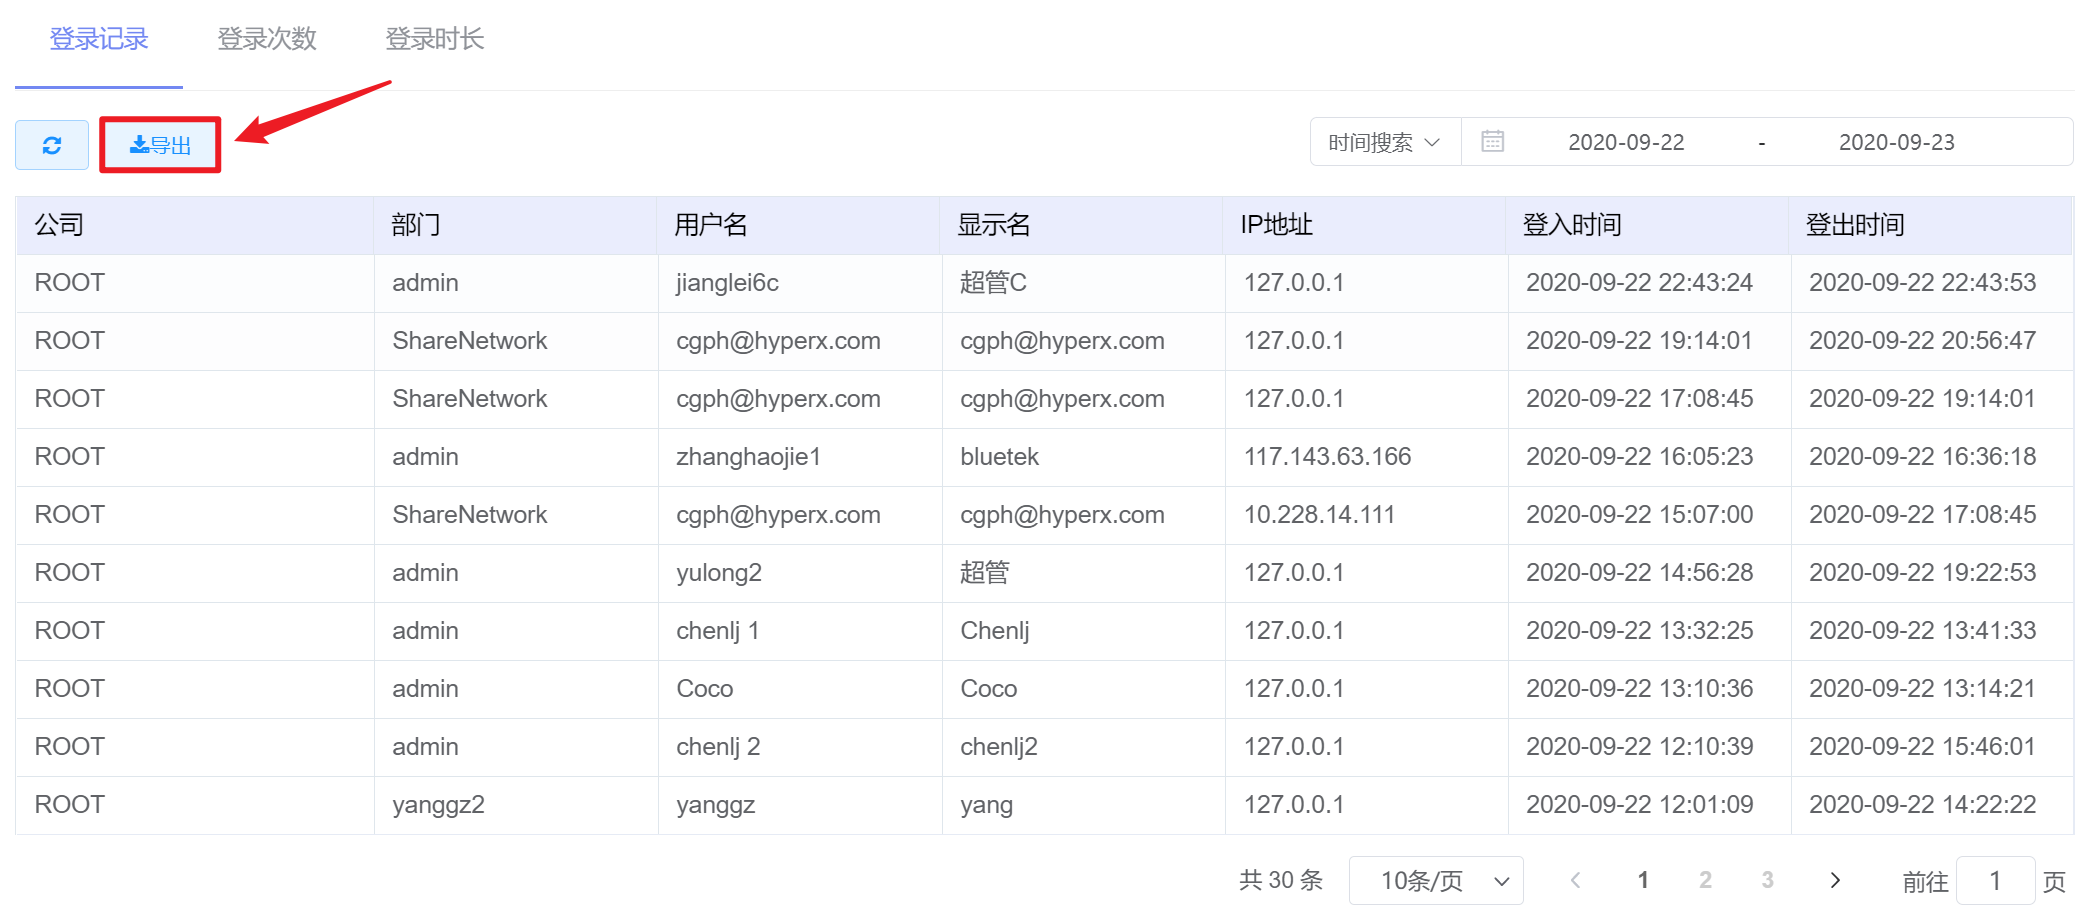 登录记录 登录次数 登录时长
导出 时间搜索 2020-09-22 - 2020-09-23
公司 部门 用户名 显示名 IP地址 登入时间 登出时间
ROOT admin jianglei6c 超管C 127.0.0.1 2020-09-22 22:43:24 2020-09-22 22:43:53
ROOT ShareNetwork cgph@hyperx.com cgph@hyperx.com 127.0.0.1 2020-09-22 19:14:01 2020-09-22 20:56:47
ROOT ShareNetwork cgph@hyperx.com cgph@hyperx.com 127.0.0.1 2020-09-22 17:08:45 2020-09-22 19:14:01
ROOT admin zhanghaojie1 bluetek 117.143.63.166 2020-09-22 16:05:23 2020-09-22 16:36:18
ROOT ShareNetwork cgph@hyperx.com cgph@hyperx.com 10.228.14.111 2020-09-22 15:07:00 2020-09-22 17:08:45
ROOT admin yulong2 超管 127.0.0.1 2020-09-22 14:56:28 2020-09-22 19:22:53
ROOT admin chenlj 1 Chenlj 127.0.0.1 2020-09-22 13:32:25 2020-09-22 13:41:33
ROOT admin Coco Coco 127.0.0.1 2020-09-22 13:10:36 2020-09-22 13:14:21
ROOT admin chenlj 2 chenlj2 127.0.0.1 2020-09-22 12:10:39 2020-09-22 15:46:01
ROOT yanggz2 yanggz yang 127.0.0.1 2020-09-22 12:01:09 2020-09-22 14:22:22
共 30 条 10条/页 1 2 3 前往 1 页